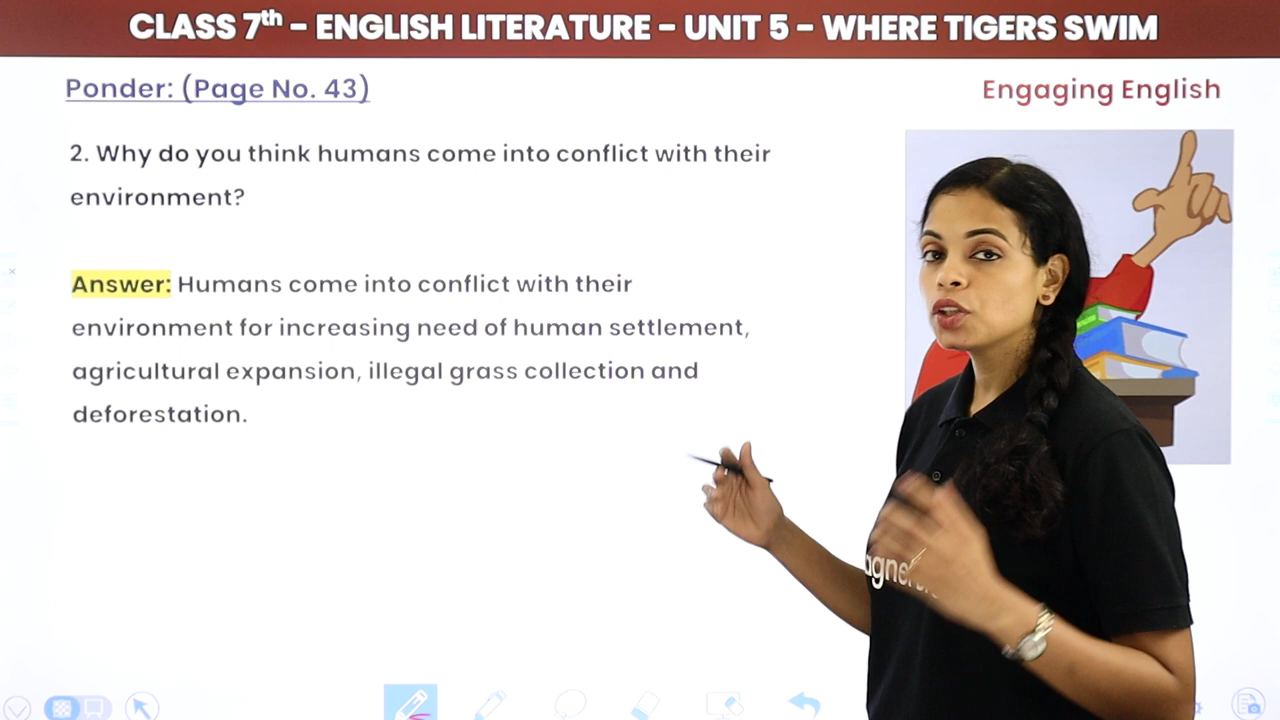 CLASS 7th – ENGLISH LITERATURE – UNIT 5 – WHERE TIGERS SWIM
Ponder: (Page No. 43)
Engaging English
2. Why do you think humans come into conflict with their
environment?
Answer: Humans come into conflict with their
environment for increasing need of human settlement,
agricultural expansion, illegal grass collection and
deforestation.